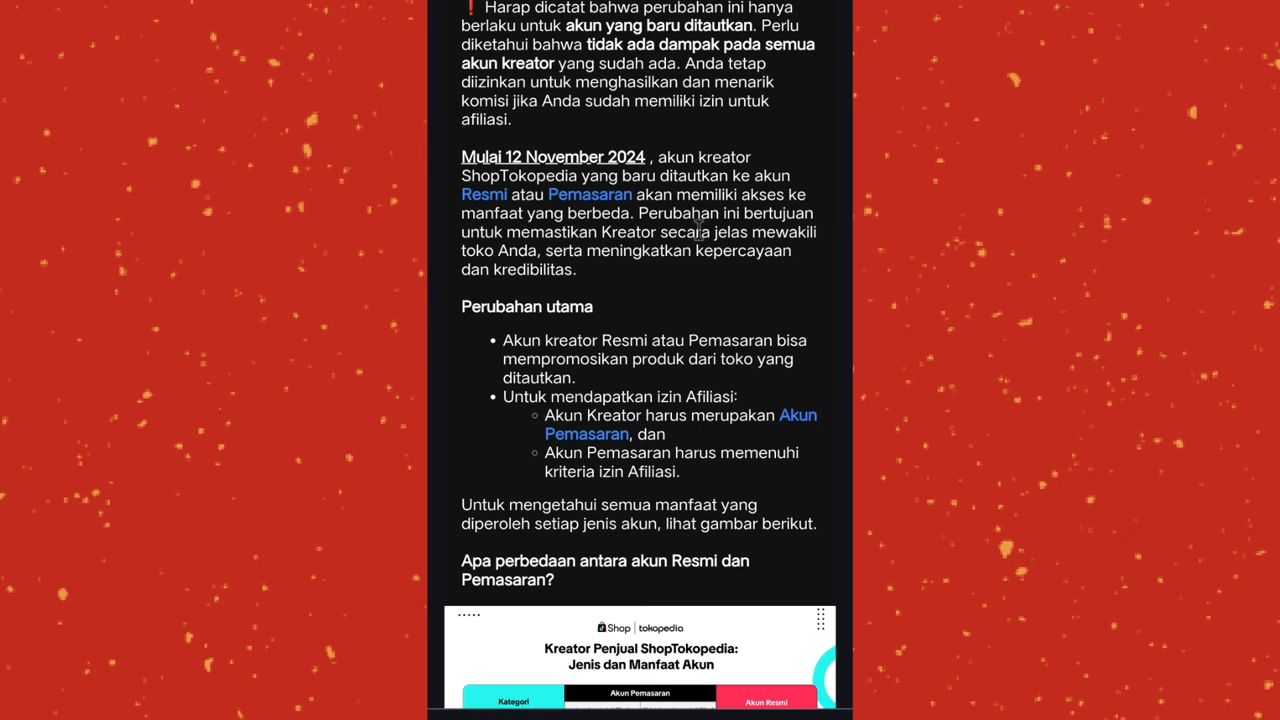 ❗ Harap dicatat bahwa perubahan ini hanya
berlaku untuk akun yang baru ditautkan. Perlu
diketahui bahwa tidak ada dampak pada semua
akun kreator yang sudah ada. Anda tetap
diizinkan untuk menghasilkan dan menarik
komisi jika Anda sudah memiliki izin untuk
afiliasi.
Mulai 12 November 2024 , akun kreator
ShopTokopedia yang baru ditautkan ke akun
Resmi atau Pemasaran akan memiliki akses ke
manfaat yang berbeda. Perubahan ini bertujuan
untuk memastikan Kreator secara jelas mewakili
toko Anda, serta meningkatkan kepercayaan
dan kredibilitas.
Perubahan utama
• Akun kreator Resmi atau Pemasaran bisa
mempromosikan produk dari toko yang
ditautkan.
• Untuk mendapatkan izin Afiliasi:
○ Akun Kreator harus merupakan Akun
Pemasaran, dan
○ Akun Pemasaran harus memenuhi
kriteria izin Afiliasi.
Untuk mengetahui semua manfaat yang
diperoleh setiap jenis akun, lihat gambar berikut.
Apa perbedaan antara akun Resmi dan
Pemasaran?
Shop | tokopedia
Kreator Penjual ShopTokopedia:
Jenis dan Manfaat Akun
Kategori Akun Pemasaran Akun Resmi